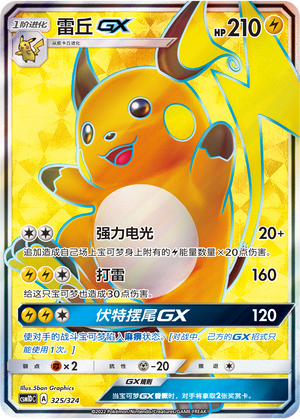 1阶进化 雷丘GX HP210
从皮卡丘进化
强力电光 20+
追加造成自己场上宝可梦身上附有的能量数量×20点伤害。
打雷 160
给这只宝可梦也造成30点伤害。
伏特摆尾GX 120
使对手的战斗宝可梦陷入麻痹状态。[对战中,己方的GX招式只
能使用1次。]
弱点 ×2 抵抗力 -20 撤退
Illus.5ban Graphics
GX规则
csm1DC A 325/324
宝可梦GX昏厥时,对手将拿取2张奖赏卡。
©2022 Pokémon/Nintendo/Creatures/GAME FREAK